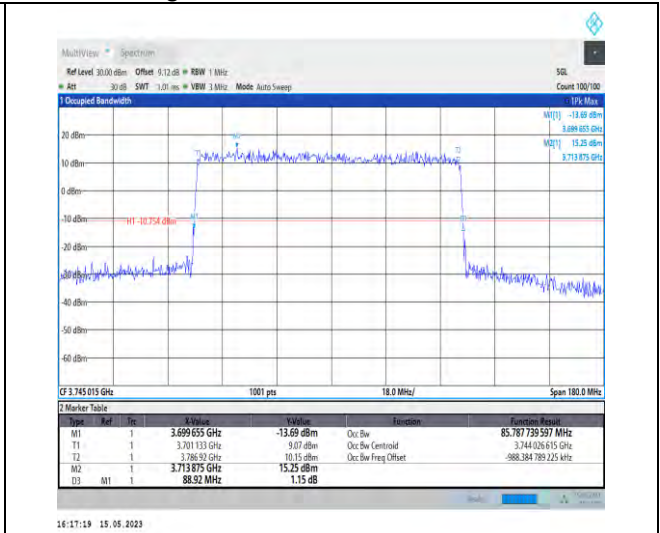 MultiView Spectrum
Ref Level 30.00 dBm Offset 9.12 dB RBW 1 MHz SGL
Att 30 dB SWT 1.01 ms VBW 3 MHz Mode Auto Sweep Count 100/100
1 Occupied Bandwidth 1Pk Max
M1[1] -13.69 dBm
3.699 655 GHz
M2[1] 15.25 dBm
3.713 875 GHz
20 dBm
10 dBm
0 dBm
-10 dBm
H1 -10.754 dBm
M1
-20 dBm
-30 dBm
-40 dBm
-50 dBm
-60 dBm
CF 3.745 015 GHz 1001 pts 18.0 MHz/ Span 180.0 MHz
2 Marker Table
Type Ref Trc X-Value Y-Value Function Function Result
M1 1 3.699 655 GHz -13.69 dBm Occ Bw 85.787 739 597 MHz
T1 1 3.701 133 GHz 9.07 dBm Occ Bw Centroid 3.744 026 615 GHz
T2 1 3.786 92 GHz 10.15 dBm Occ Bw Freq Offset -988.384 789 225 kHz
M2 1 3.713 875 GHz 15.25 dBm
D3 M1 1 88.92 MHz 1.15 dB
16:17:19 15.05.2023